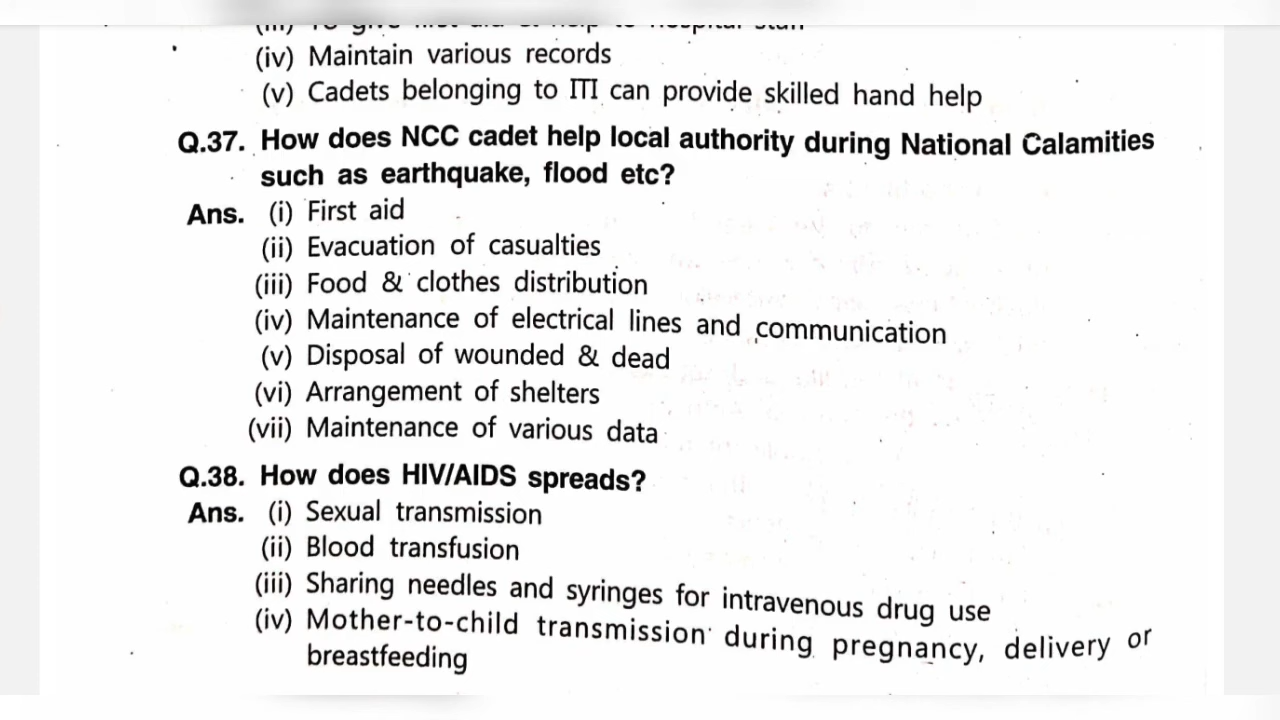 (iv) Maintain various records
(v) Cadets belonging to ITI can provide skilled hand help
Q.37. How does NCC cadet help local authority during National Calamities
such as earthquake, flood etc?
Ans. (i) First aid
(ii) Evacuation of casualties
(iii) Food & clothes distribution
(iv) Maintenance of electrical lines and communication
(v) Disposal of wounded & dead
(vi) Arrangement of shelters
(vii) Maintenance of various data
Q.38. How does HIV/AIDS spreads?
Ans. (i) Sexual transmission
(ii) Blood transfusion
(iii) Sharing needles and syringes for intravenous drug use
(iv) Mother-to-child transmission during pregnancy, delivery or
breastfeeding